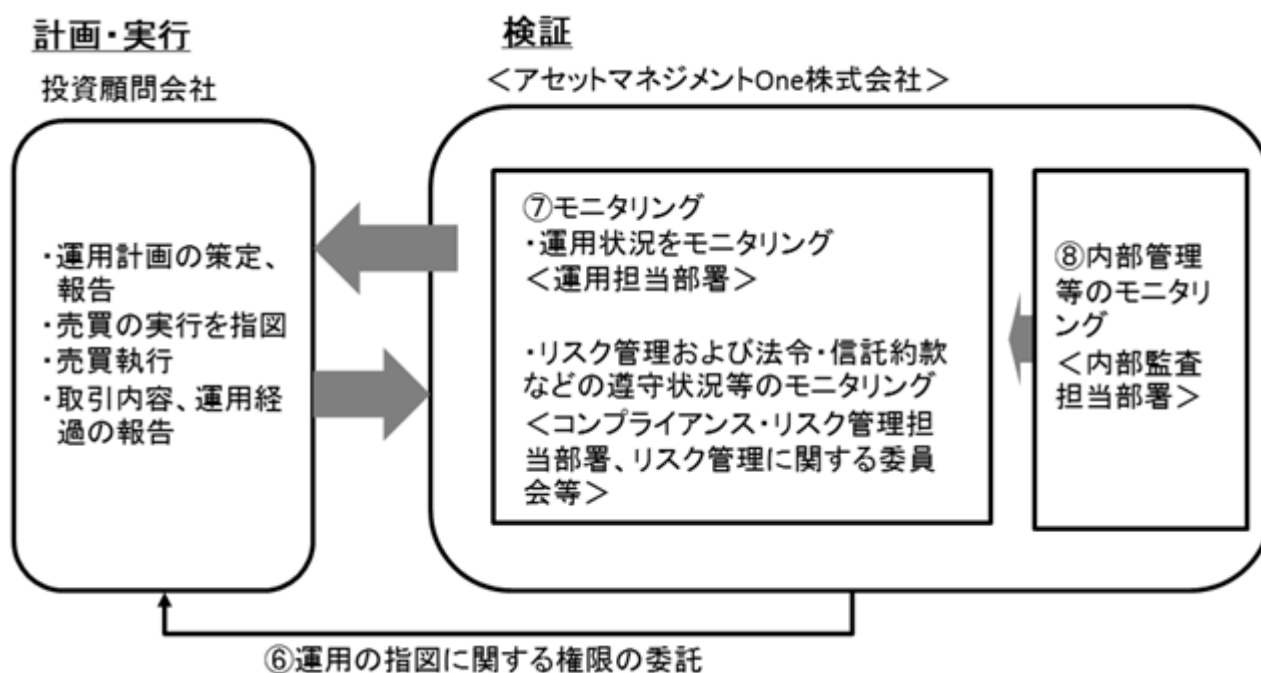 計画・実行
投資顧問会社
・運用計画の策定、
報告
・売買の実行を指図
・売買執行
・取引内容、運用経
過の報告
検証
＜アセットマネジメントOne株式会社＞
⑦モニタリング
・運用状況をモニタリング
＜運用担当部署＞
・リスク管理および法令・信託約款
などの遵守状況等のモニタリング
＜コンプライアンス・リスク管理担
当部署、リスク管理に関する委員
会等＞
⑧内部管理
等のモニタリ
ング
＜内部監査
担当部署＞
⑥運用の指図に関する権限の委託